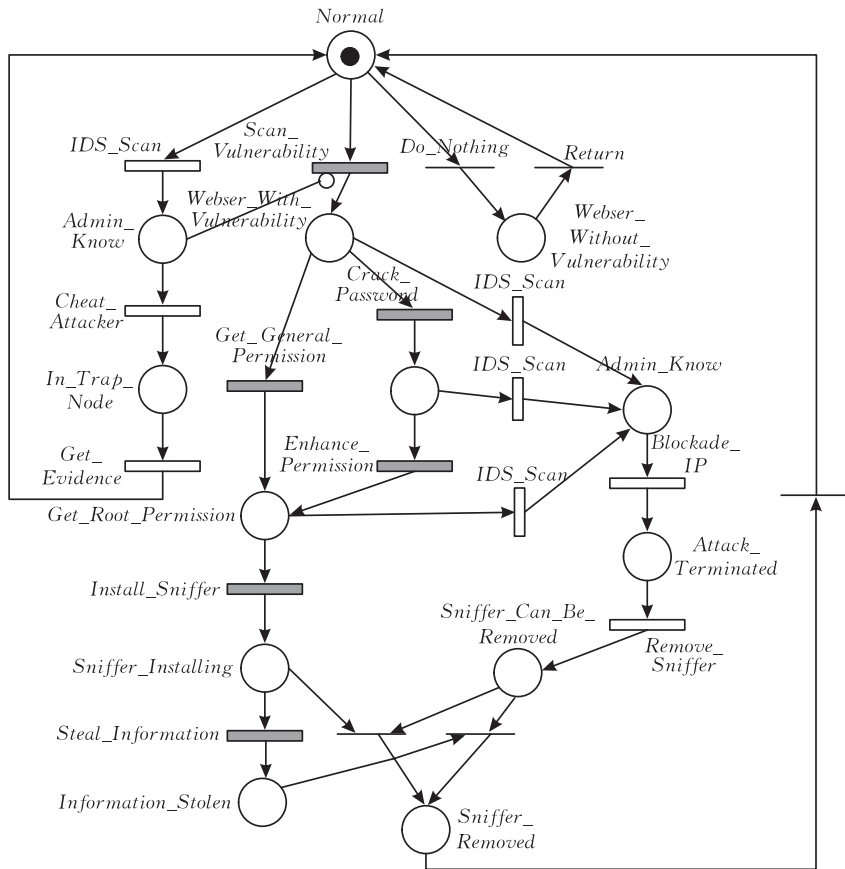 Normal
IDS_Scan
Scan_
Vulnerability
Do_Nothing
Return
Admin_
Know
Webser_With_
Vulnerability
Webser_
Without_
Vulnerability
Cheat_
Attacker
Crack_
Password
IDS_Scan
Get_General_
Permission
In_Trap_
Node
IDS_Scan
Admin_Know
Get_
Evidence
Enhance_
Permission
IDS_Scan
Blockade_
IP
Get_Root_Permission
Attack_
Terminated
Install_Sniffer
Sniffer_Can_Be_
Removed
Remove_
Sniffer
Sniffer_Installing
Steal_Information
Information_Stolen
Sniffer_
Removed